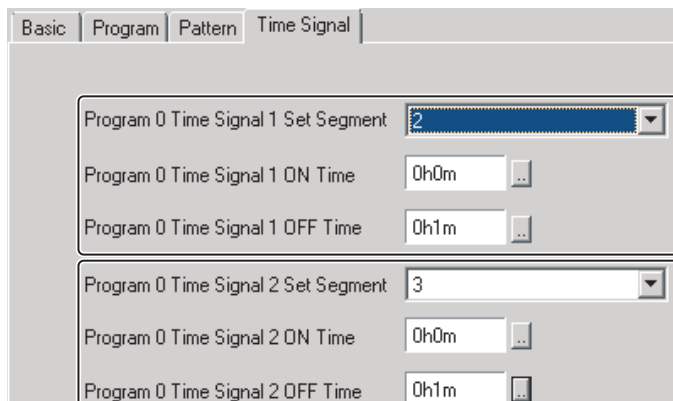 Basic Program Pattern Time Signal
Program 0 Time Signal 1 Set Segment 2
Program 0 Time Signal 1 ON Time 0h0m ..
Program 0 Time Signal 1 OFF Time 0h1m ..
Program 0 Time Signal 2 Set Segment 3
Program 0 Time Signal 2 ON Time 0h0m ..
Program 0 Time Signal 2 OFF Time 0h1m ..